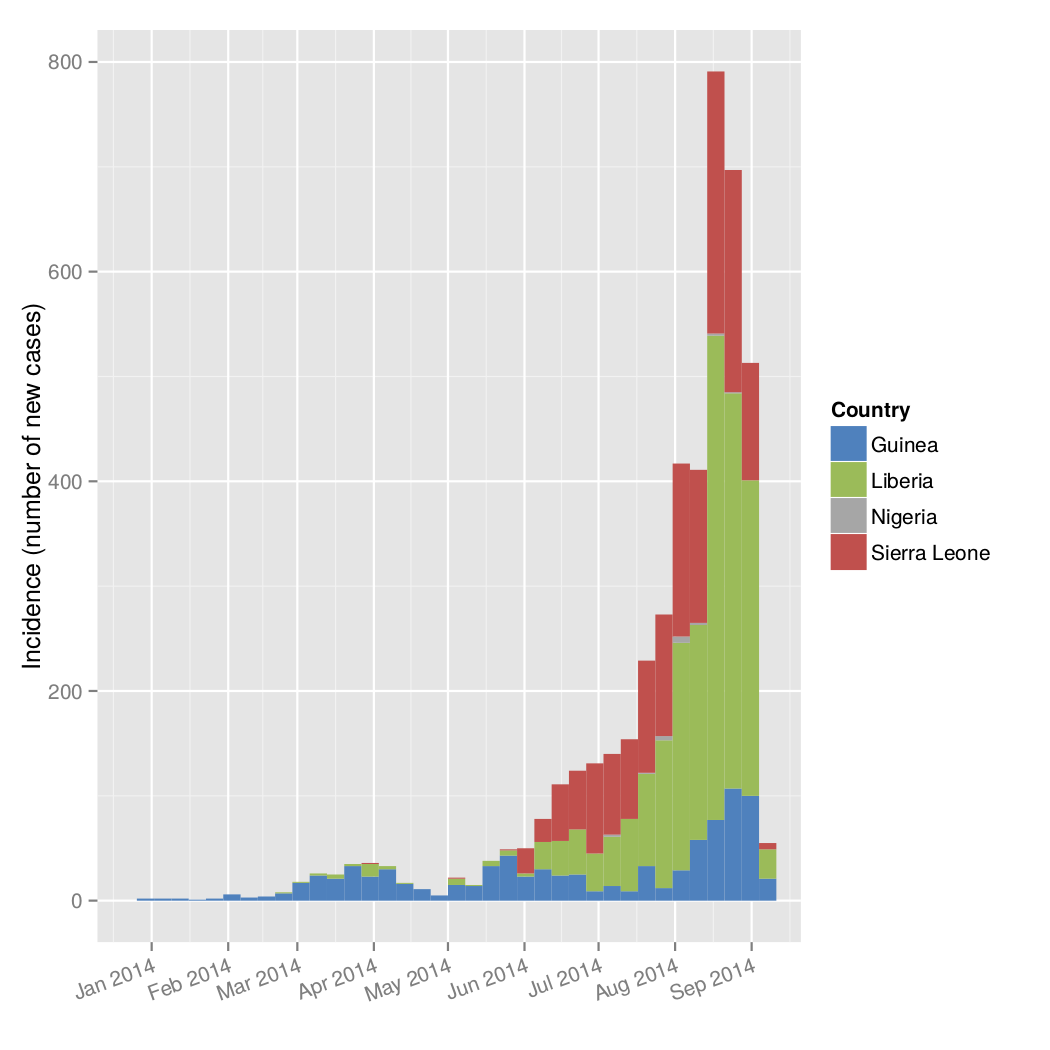 800
600
400
200
0
Incidence (number of new cases)
Jan 2014
Feb 2014
Mar 2014
Apr 2014
May 2014
Jun 2014
Jul 2014
Aug 2014
Sep 2014
Country
Guinea
Liberia
Nigeria
Sierra Leone